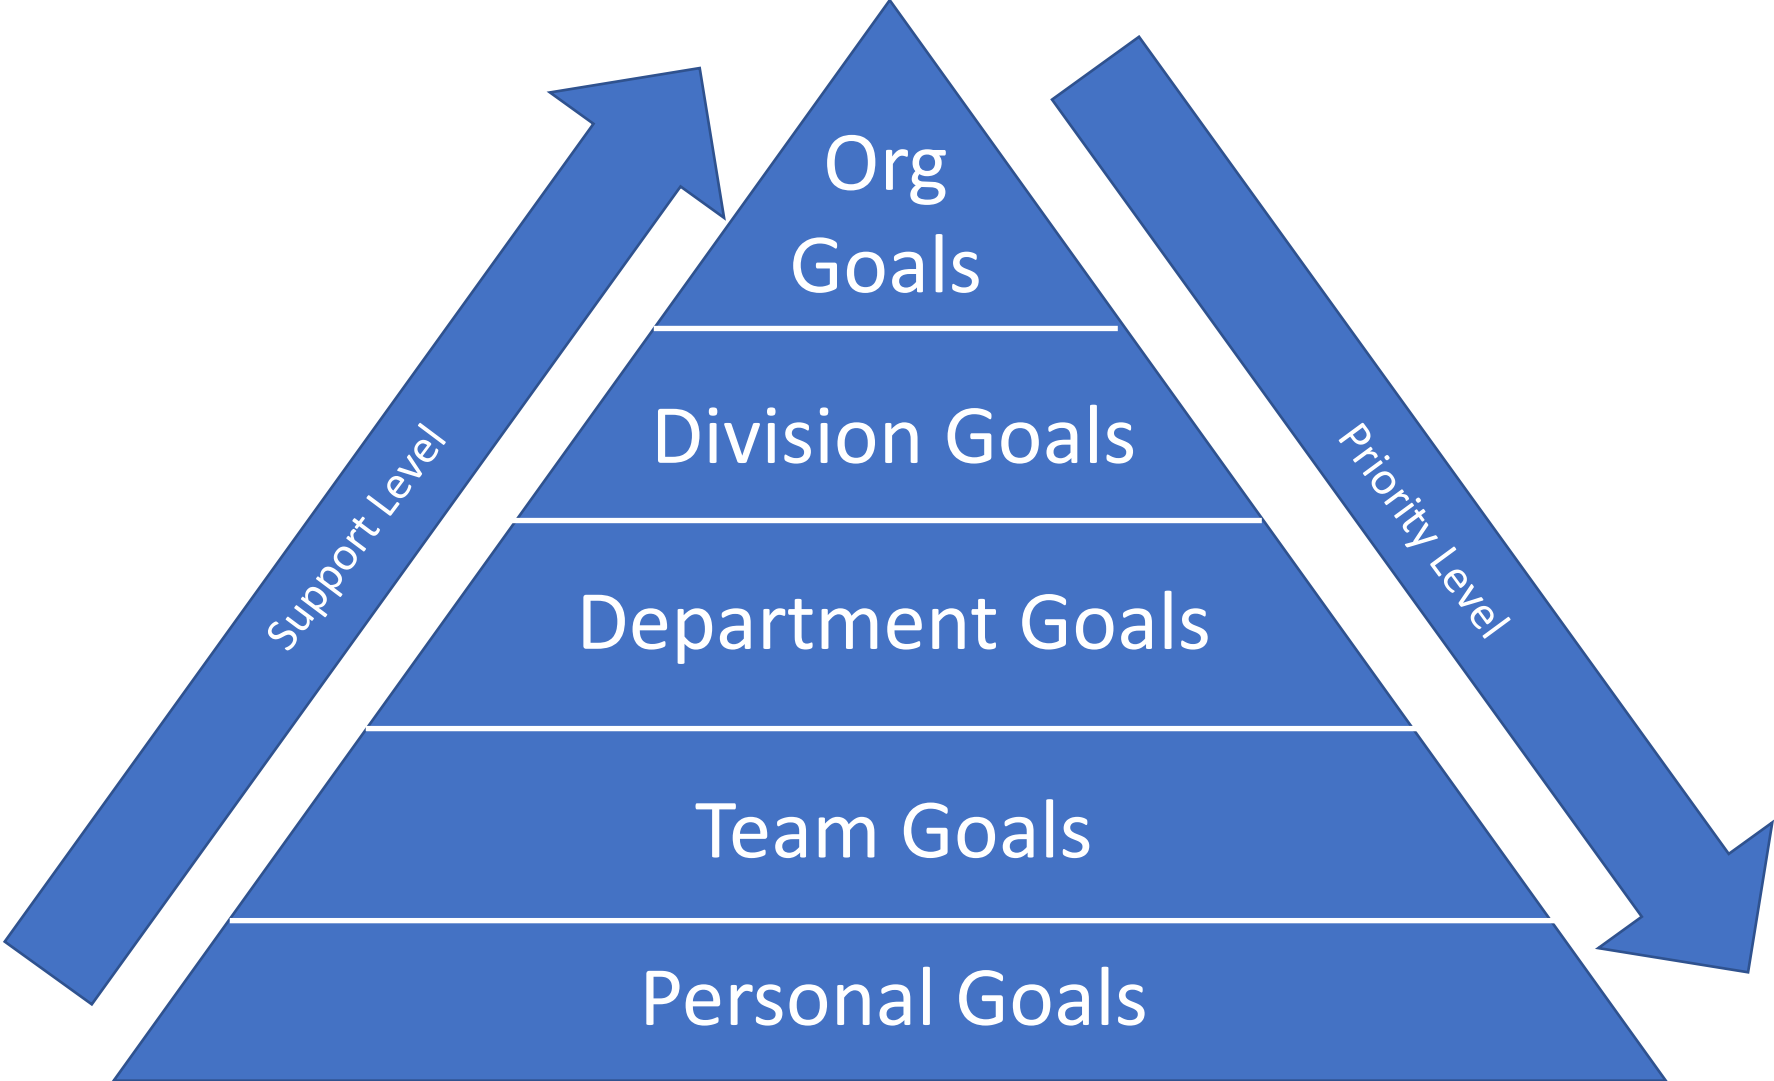 Org
Goals
Division Goals
Department Goals
Team Goals
Personal Goals
Support Level
Priority Level